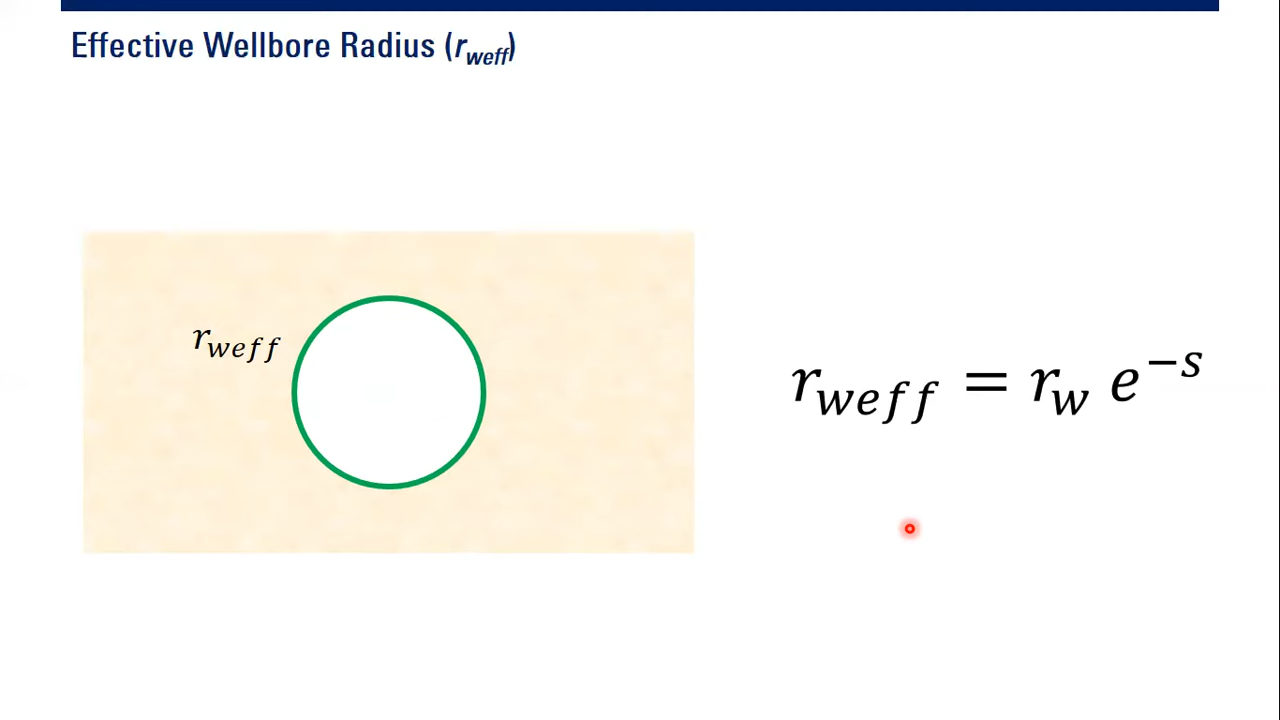 Effective Wellbore Radius (r_weff)
r_weff
r_weff = r_w e^−s